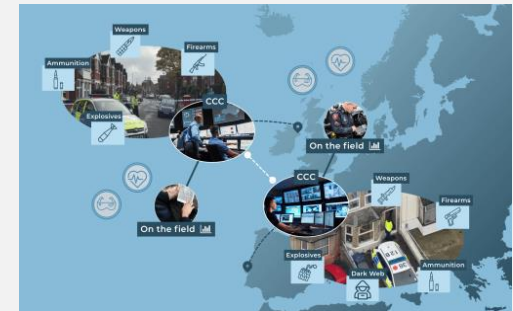 Weapons
Firearms
Ammunition
Explosives
CCC
On the field
CCC
On the field
Weapons
Firearms
Explosives
Dark Web
Ammunition